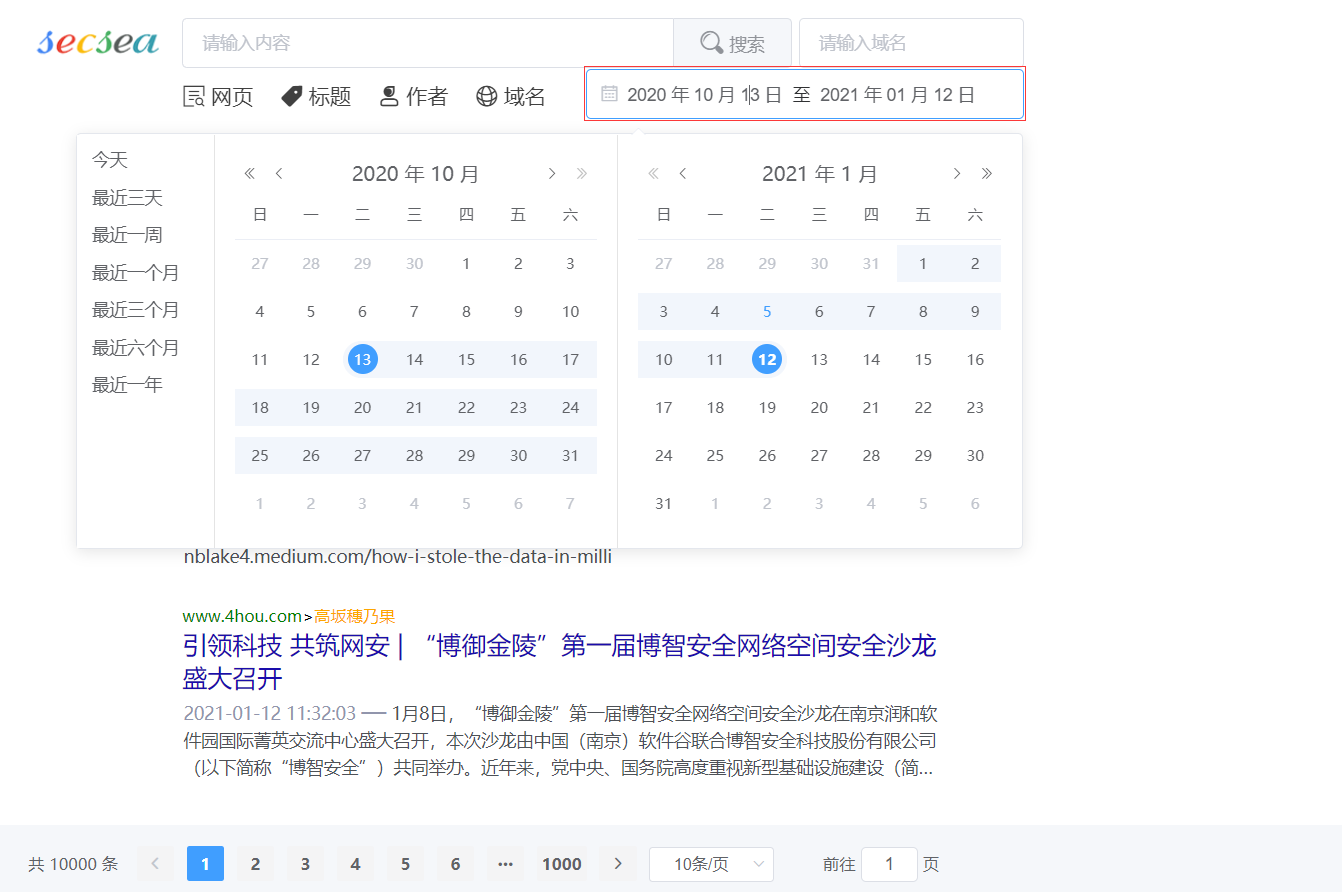 secsea 请输入内容 搜索 请输入域名
网页 标题 作者 域名 2020 年 10 月 13 日 至 2021 年 01 月 12 日
今天
最近三天
最近一周
最近一个月
最近三个月
最近六个月
最近一年
2020 年 10 月
日 一 二 三 四 五 六
27 28 29 30 1 2 3
4 5 6 7 8 9 10
11 12 13 14 15 16 17
18 19 20 21 22 23 24
25 26 27 28 29 30 31
1 2 3 4 5 6 7
2021 年 1 月
日 一 二 三 四 五 六
27 28 29 30 31 1 2
3 4 5 6 7 8 9
10 11 12 13 14 15 16
17 18 19 20 21 22 23
24 25 26 27 28 29 30
31 1 2 3 4 5 6
nblake4.medium.com/how-i-stole-the-data-in-milli
www.4hou.com>高坂穗乃果
引领科技 共筑网安 | “博御金陵”第一届博智安全网络空间安全沙龙
盛大召开
2021-01-12 11:32:03 — 1月8日，“博御金陵”第一届博智安全网络空间安全沙龙在南京润和软
件园国际菁英交流中心盛大召开，本次沙龙由中国（南京）软件谷联合博智安全科技股份有限公司
（以下简称“博智安全”）共同举办。近年来，党中央、国务院高度重视新型基础设施建设（简...
共 10000 条 1 2 3 4 5 6 ... 1000 10条/页 前往 1 页